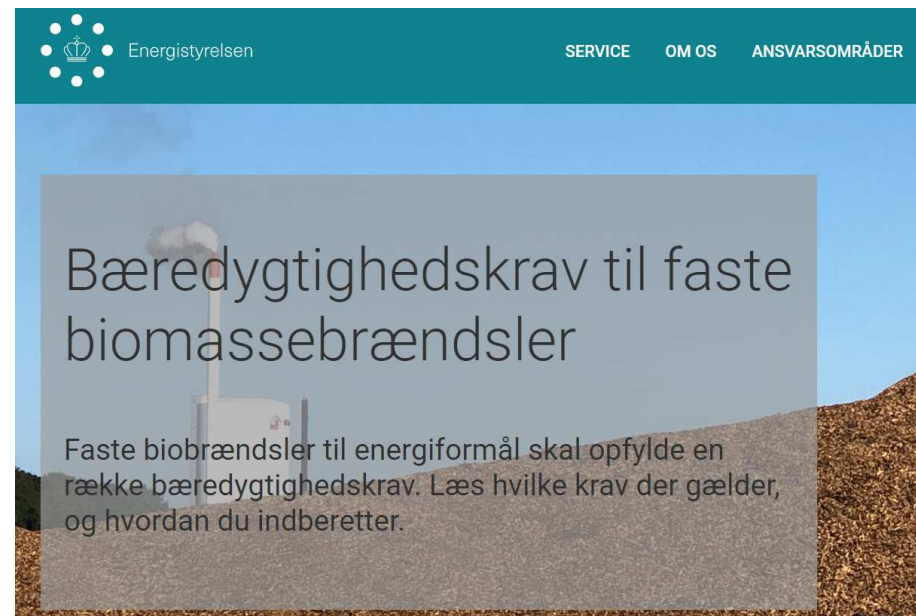 Energistyrelsen
SERVICE OM OS ANSVARSOMRÅDER
Bæredygtighedskrav til faste
biomassebrændsler
Faste biobrændsler til energiformål skal opfylde en
række bæredygtighedskrav. Læs hvilke krav der gælder,
og hvordan du indberetter.